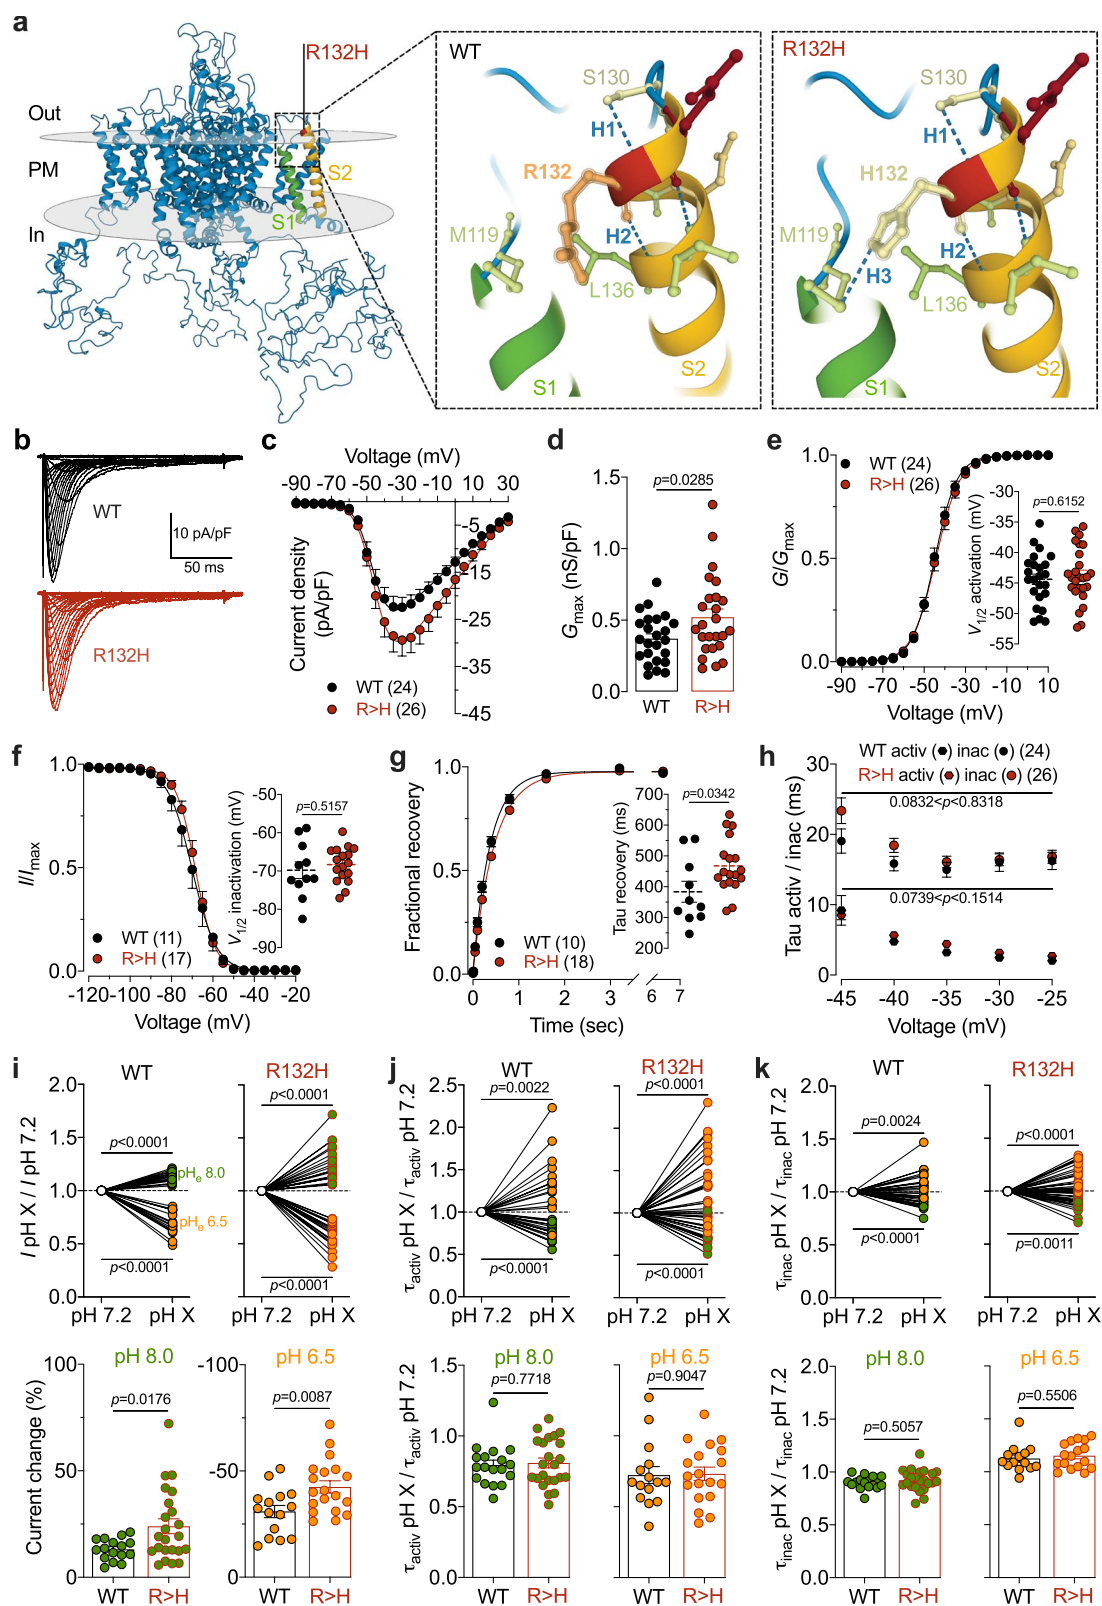 a
R132H
Out
PM
In
S2
S1
WT
S130
H1
R132
H2
M119
L136
S2
S1
R132H
S130
H1
H132
M119
H2
H3
L136
S2
S1
b
WT
10 pA/pF
50 ms
R132H
c
Voltage (mV)
-90 -70 -50 -30 -10 10 30
-5
-15
-25
-35
-45
Current density
(pA/pF)
WT (24)
R>H (26)
d
p=0.0285
1.5
1.0
0.5
0.0
Gmax (nS/pF)
WT
R>H
e
WT (24)
R>H (26)
1.0
0.5
0.0
G/Gmax
-90 -70 -50 -30 -10 10
Voltage (mV)
p=0.6152
-30
-35
-40
-45
-50
-55
V1/2 activation (mV)
f
1.0
0.5
0.0
I/Imax
WT (11)
R>H (17)
-120 -100 -80 -60 -40 -20
Voltage (mV)
p=0.5157
-50
-60
-70
-80
-90
V1/2 inactivation (mV)
g
1.0
0.5
0.0
Fractional recovery
WT (10)
R>H (18)
0 1 2 3 6 7
Time (sec)
p=0.0342
700
600
500
400
300
200
Tau recovery (ms)
h
WT activ ( ) inac ( ) (24)
R>H activ ( ) inac ( ) (26)
30
20
10
0
Tau activ / inac (ms)
0.0832<p<0.8318
0.0739<p<0.1514
-45 -40 -35 -30 -25
Voltage (mV)
i
WT
R132H
2.0
1.5
1.0
0.5
0.0
I pH X / I pH 7.2
p<0.0001
p<0.0001
pHe 8.0
pHe 6.5
p<0.0001
p<0.0001
pH 7.2 pH X
pH 7.2 pH X
pH 8.0
pH 6.5
100
50
0
Current change (%)
p=0.0176
WT
R>H
-100
-50
0
p=0.0087
WT
R>H
j
WT
R132H
2.5
2.0
1.5
1.0
0.5
0.0
τactiv pH X / τactiv pH 7.2
p=0.0022
p<0.0001
p<0.0001
p<0.0001
pH 7.2 pH X
pH 7.2 pH X
pH 8.0
pH 6.5
1.5
1.0
0.5
0.0
τactiv pH X / τactiv pH 7.2
p=0.7718
p=0.9047
WT
R>H
WT
R>H
k
WT
R132H
2.0
1.5
1.0
0.5
0.0
τinac pH X / τinac pH 7.2
p=0.0024
p<0.0001
p<0.0001
p=0.0011
pH 7.2 pH X
pH 7.2 pH X
pH 8.0
pH 6.5
2.0
1.5
1.0
0.5
0.0
τinac pH X / τinac pH 7.2
p=0.5057
p=0.5506
WT
R>H
WT
R>H